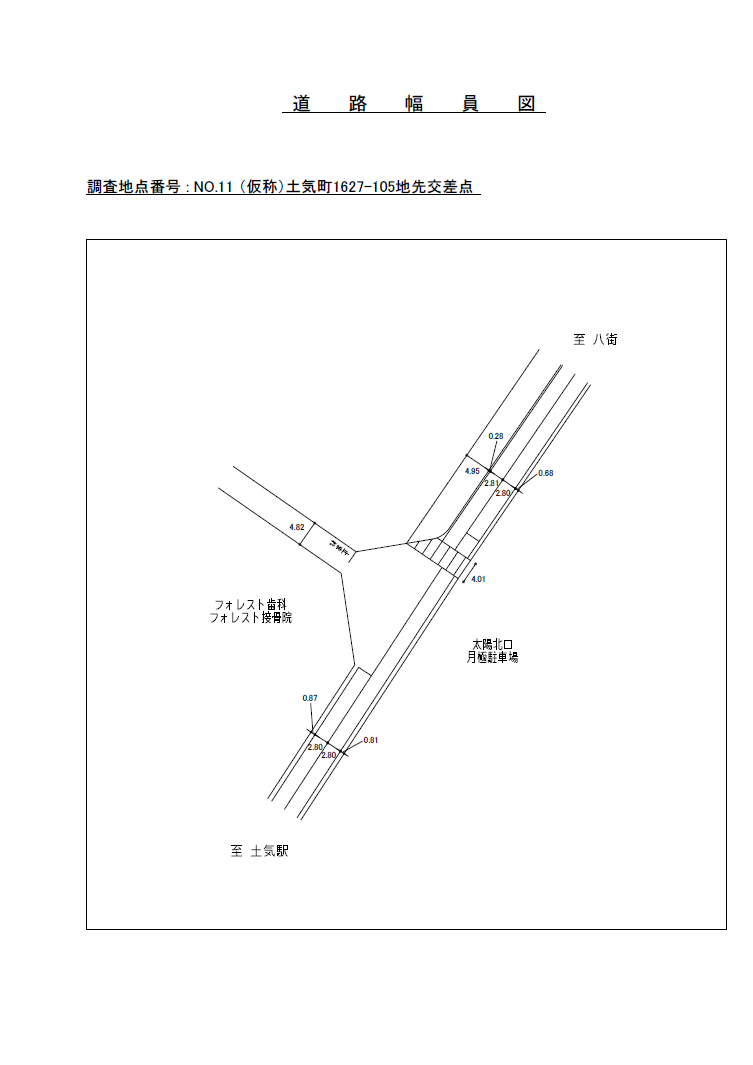 道路幅員図
調査地点番号：NO.11 （仮称）土気町1627-105地先交差点
至 八街
0.28
4.95
0.68
2.81
2.80
4.82
止まれ
4.01
フォレスト歯科
フォレスト接骨院
太陽北口
月極駐車場
0.87
0.81
2.80
2.80
至 土気駅